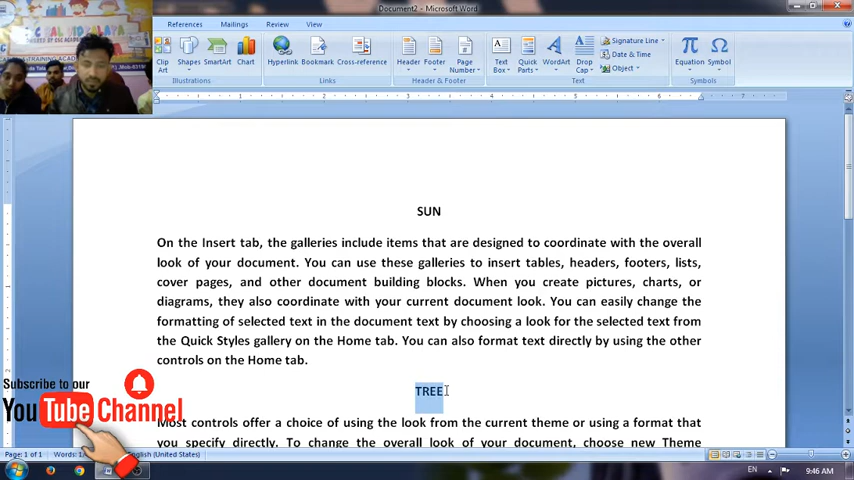 Document2 - Microsoft Word
References Mailings Review View
Clip Art Shapes SmartArt Chart Hyperlink Bookmark Cross-reference Header Footer Page Number Text Box Quick Parts WordArt Drop Cap Signature Line Date & Time Object Equation Symbol
Illustrations Links Header & Footer Text Symbols
SUN
On the Insert tab, the galleries include items that are designed to coordinate with the overall
look of your document. You can use these galleries to insert tables, headers, footers, lists,
cover pages, and other document building blocks. When you create pictures, charts, or
diagrams, they also coordinate with your current document look. You can easily change the
formatting of selected text in the document text by choosing a look for the selected text from
the Quick Styles gallery on the Home tab. You can also format text directly by using the other
controls on the Home tab.
TREE
Subscribe to our
YouTube Channel
Most controls offer a choice of using the look from the current theme or using a format that
you specify directly. To change the overall look of your document, choose new Theme
Page: 1 of 1 Words: English (United States)
EN 9:46 AM